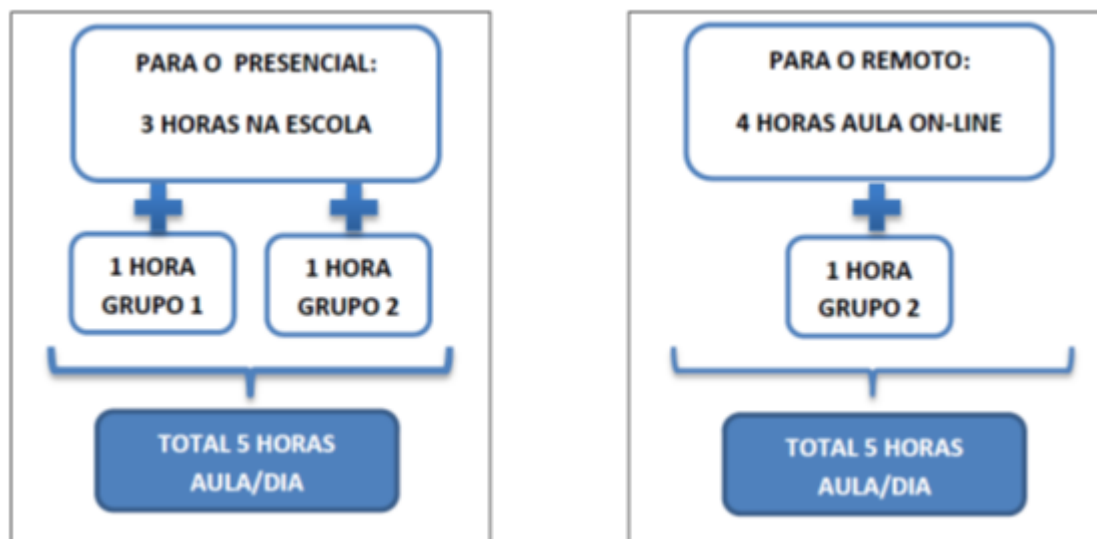 PARA O PRESENCIAL:
3 HORAS NA ESCOLA
1 HORA
GRUPO 1
1 HORA
GRUPO 2
TOTAL 5 HORAS
AULA/DIA
PARA O REMOTO:
4 HORAS AULA ON-LINE
1 HORA
GRUPO 2
TOTAL 5 HORAS
AULA/DIA